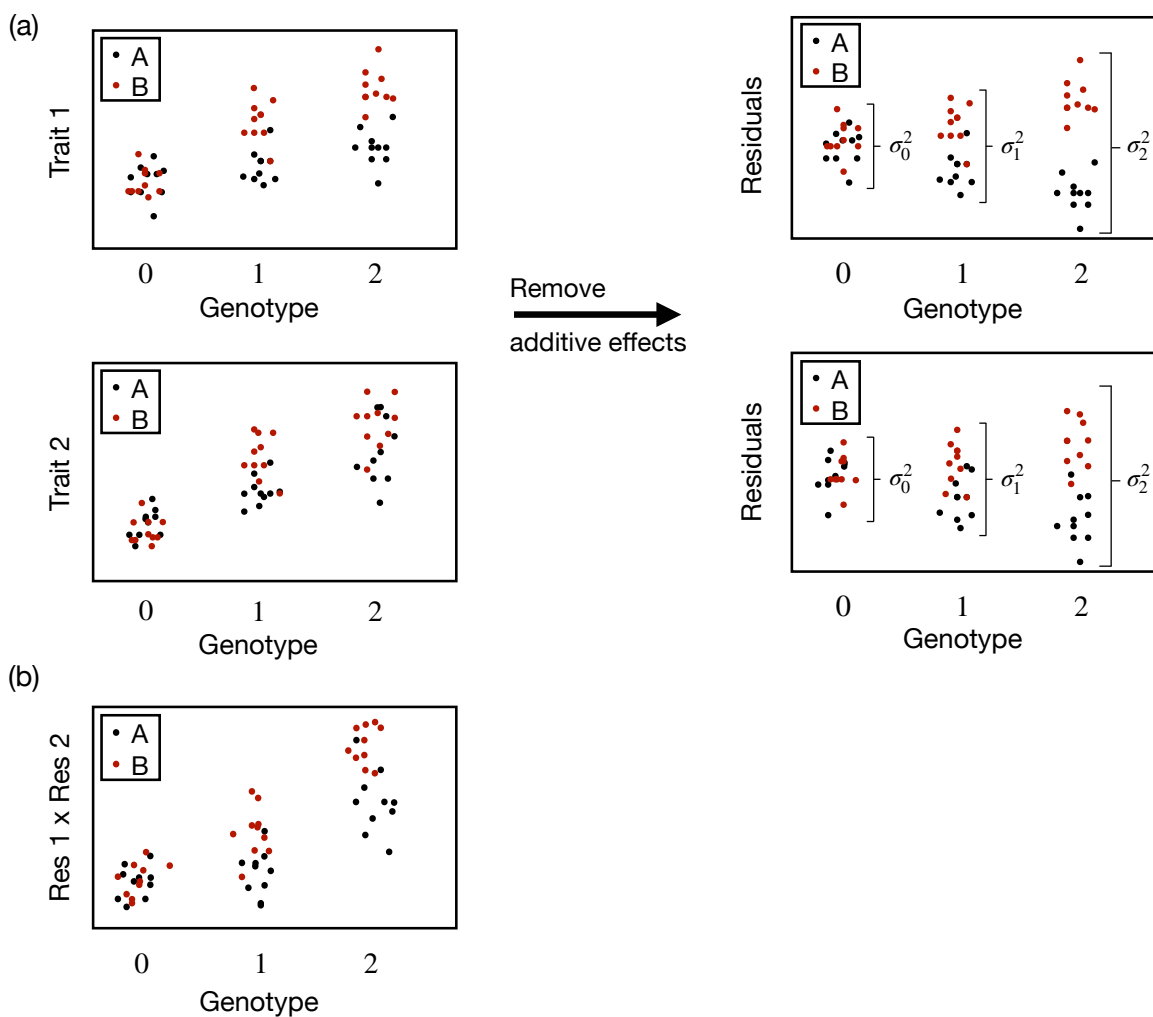 (a)
A
B
Trait 1
0 1 2
Genotype
Remove
additive effects
A
B
Residuals
σ₀²
σ₁²
σ₂²
0 1 2
Genotype
A
B
Trait 2
0 1 2
Genotype
A
B
Residuals
σ₀²
σ₁²
σ₂²
0 1 2
Genotype
(b)
A
B
Res 1 x Res 2
0 1 2
Genotype